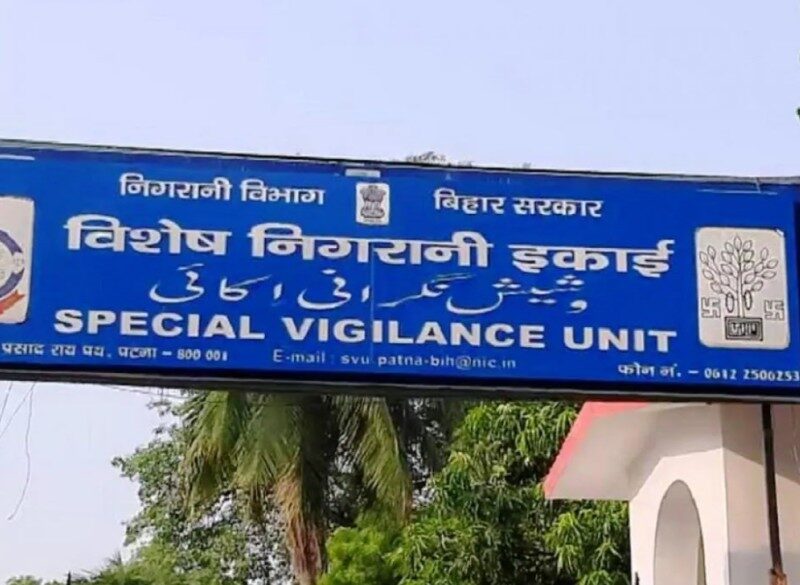 निगरानी विभाग बिहार सरकार
विशेष निगरानी इकाई
وشیش نگرانی اکائی
SPECIAL VIGILANCE UNIT
प्रसाद राय पथ, पटना - 800 001 E-mail : svu patna-bih@nic.in फोन नं. - 0612 2506253